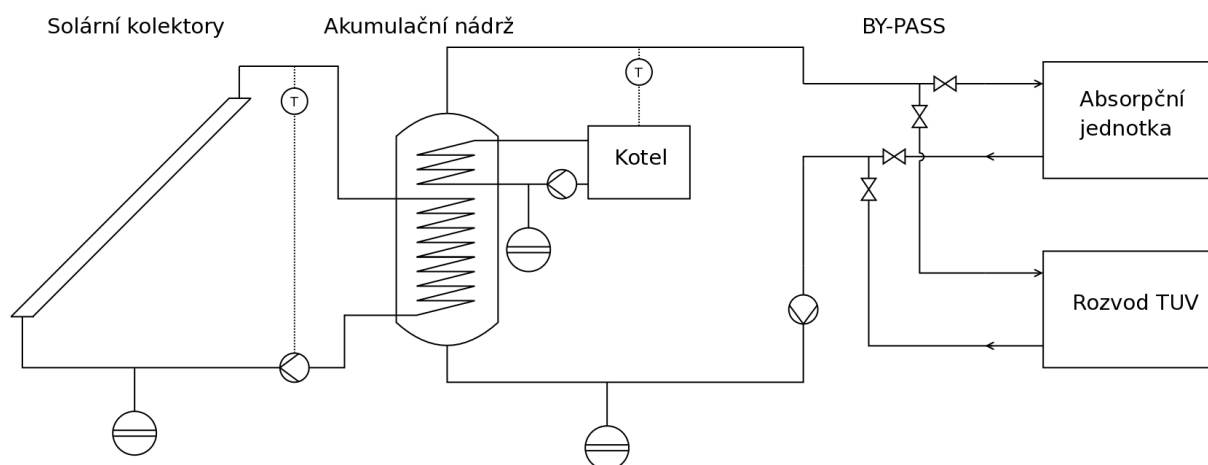 Solární kolektory
Akumulační nádrž
BY-PASS
T
T
Absorpční
jednotka
Kotel
Rozvod TUV